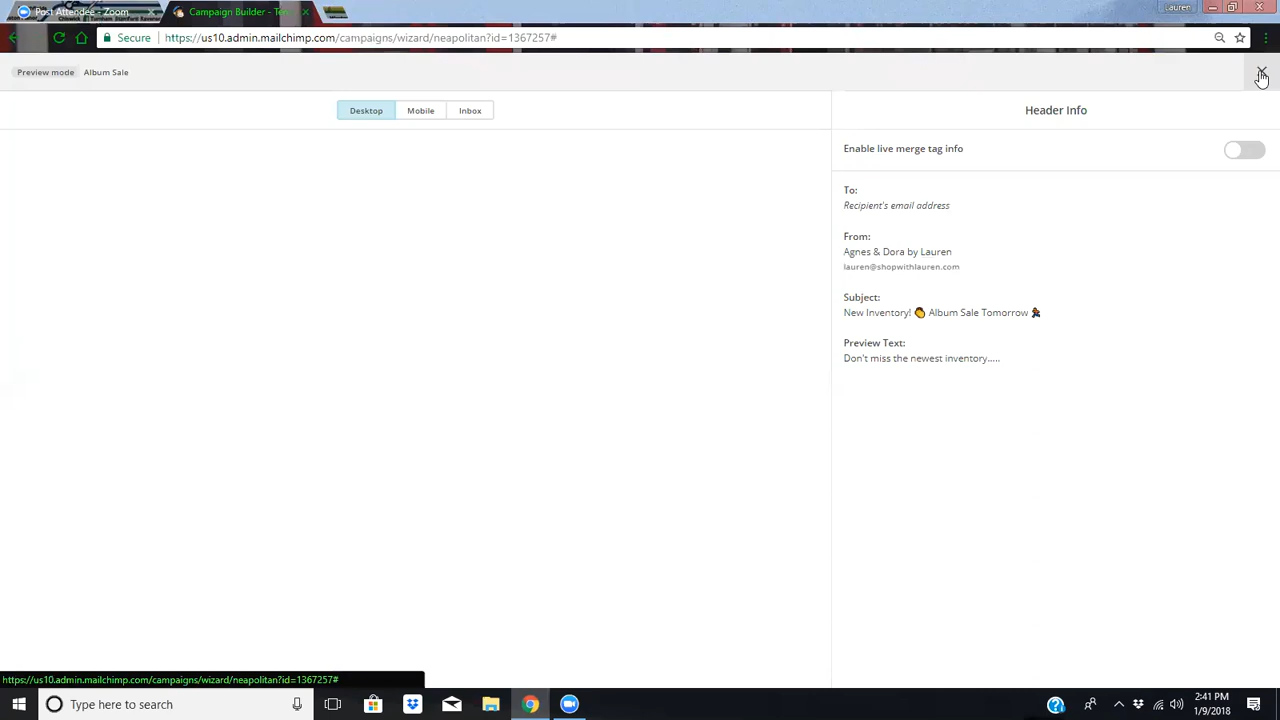 Post Attendee - Zoom
Campaign Builder - Te
Lauren
Secure
https://us10.admin.mailchimp.com/campaigns/wizard/neapolitan?id=1367257#
Preview mode
Album Sale
Desktop
Mobile
Inbox
Header Info
Enable live merge tag info
To:
Recipient's email address
From:
Agnes & Dora by Lauren
lauren@shopwithlauren.com
Subject:
New Inventory! 👏 Album Sale Tomorrow 🏃
Preview Text:
Don't miss the newest inventory.....
https://us10.admin.mailchimp.com/campaigns/wizard/neapolitan?id=1367257#
Type here to search
2:41 PM
1/9/2018